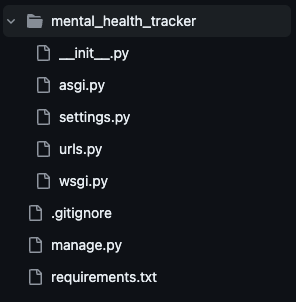 mental_health_tracker
__init__.py
asgi.py
settings.py
urls.py
wsgi.py
.gitignore
manage.py
requirements.txt